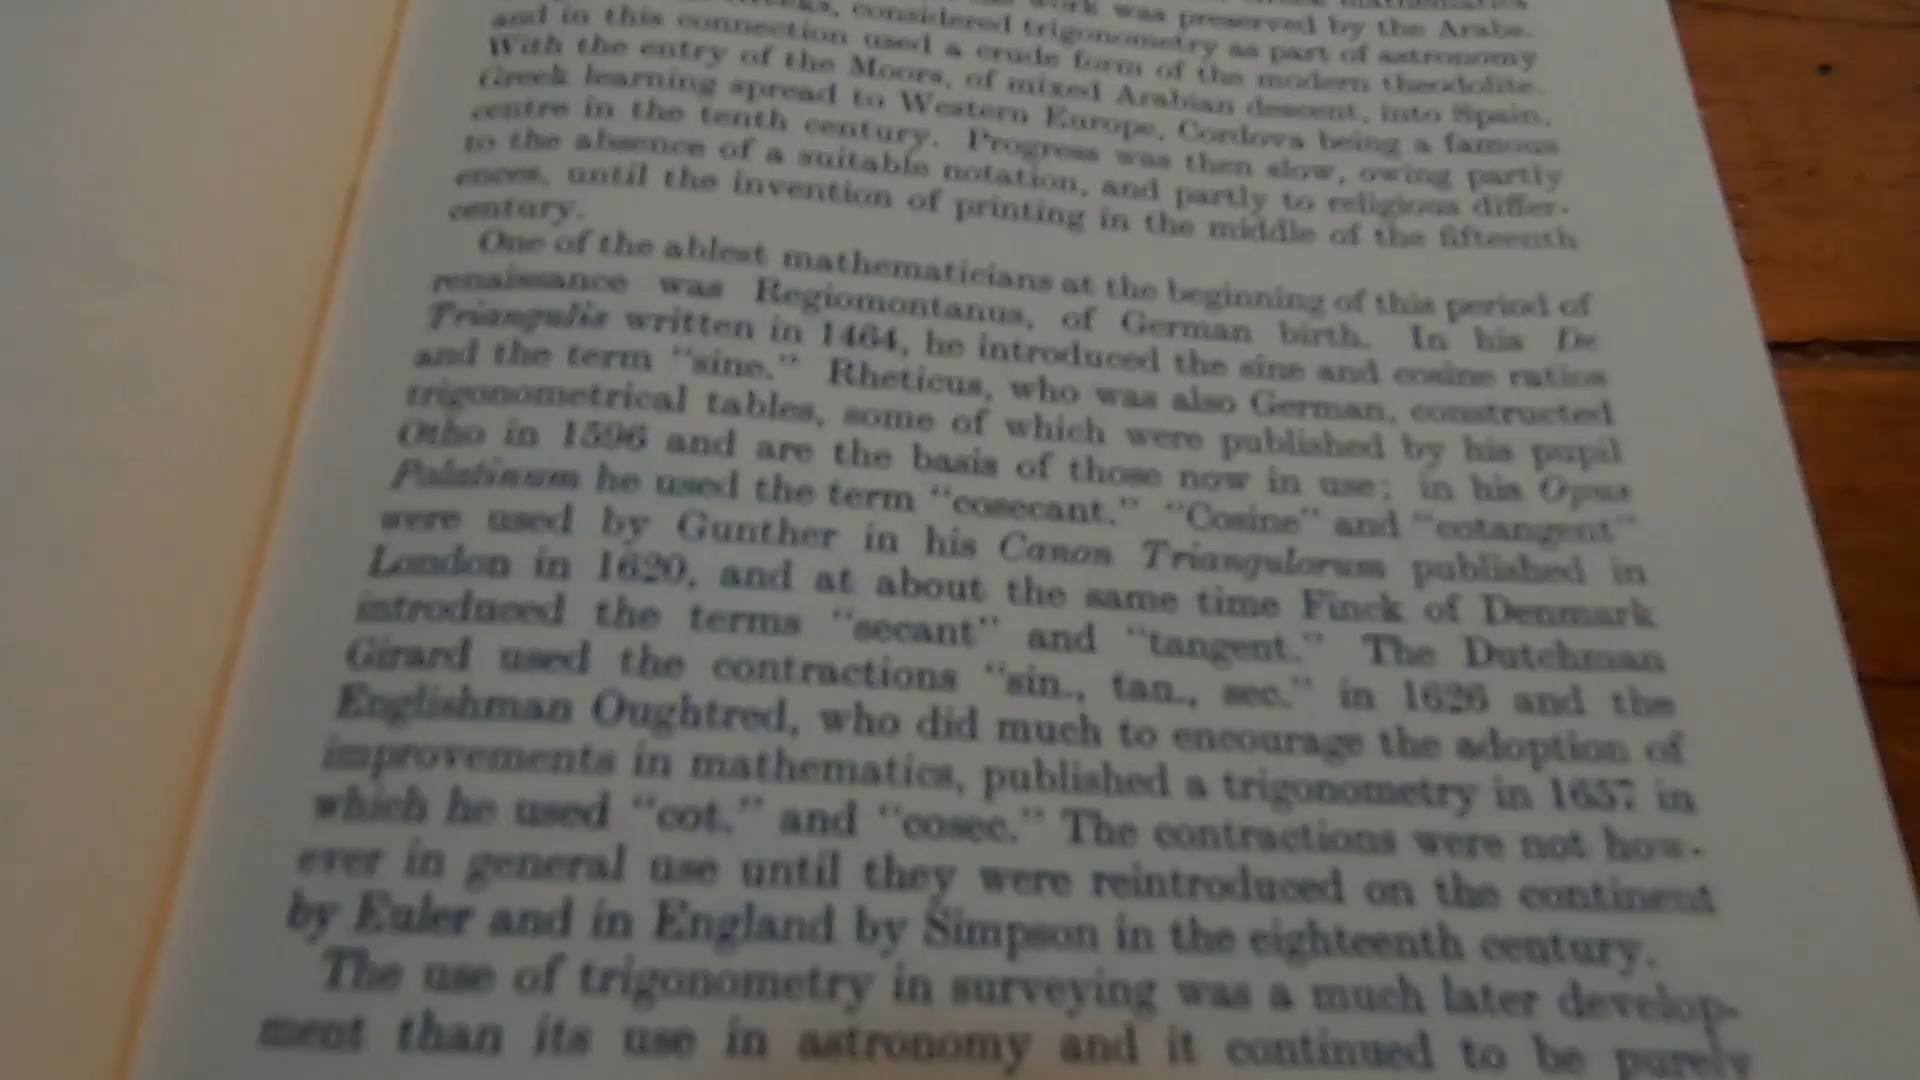 work was preserved by the Arabs.
considered trigonometry as part of astronomy
and in this connection used a crude form of the modern theodolite.
With the entry of the Moors, of mixed Arabian descent, into Spain,
Greek learning spread to Western Europe, Cordova being a famous
centre in the tenth century. Progress was then slow, owing partly
to the absence of a suitable notation, and partly to religious differ-
ences, until the invention of printing in the middle of the fifteenth
century.
One of the ablest mathematicians at the beginning of this period of
renaissance was Regiomontanus, of German birth. In his De
Triangulis written in 1464, he introduced the sine and cosine ratios
and the term "sine." Rheticus, who was also German, constructed
trigonometrical tables, some of which were published by his pupil
Otho in 1596 and are the basis of those now in use; in his Opus
Palatinum he used the term "cosecant." "Cosine" and "cotangent"
were used by Gunther in his Canon Triangulorum published in
London in 1620, and at about the same time Finck of Denmark
introduced the terms "secant" and "tangent." The Dutchman
Girard used the contractions "sin., tan., sec." in 1626 and the
Englishman Oughtred, who did much to encourage the adoption of
improvements in mathematics, published a trigonometry in 1657 in
which he used "cot." and "cosec." The contractions were not how-
ever in general use until they were reintroduced on the continent
by Euler and in England by Simpson in the eighteenth century.
The use of trigonometry in surveying was a much later develop-
ment than its use in astronomy and it continued to be purely